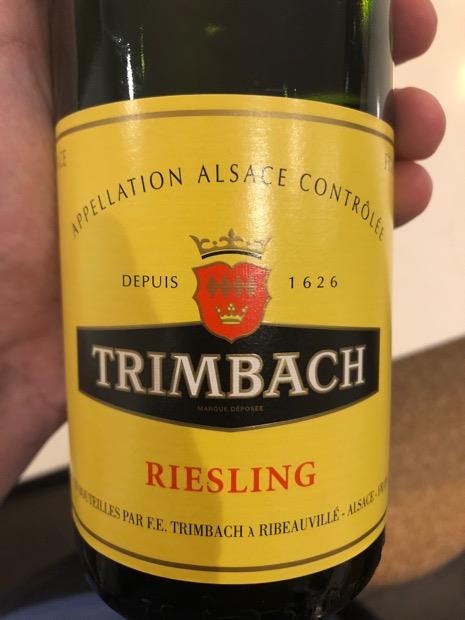 APPELLATION ALSACE CONTRÔLÉE
DEPUIS 1626
TRIMBACH
MARQUE DÉPOSÉE
RIESLING
PAR F.E. TRIMBACH À RIBEAUVILLÉ - ALSACE -